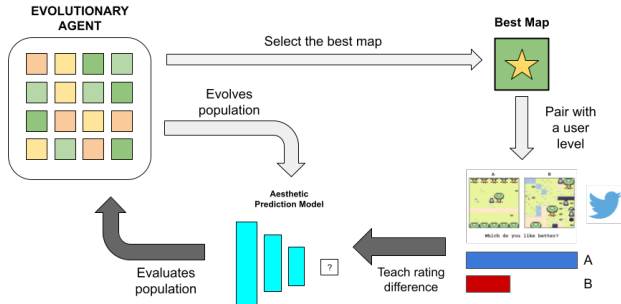 EVOLUTIONARY
AGENT
Select the best map
Best Map
Evolves
population
Pair with
a user
level
Aesthetic
Prediction Model
A
B
Which do you like better?
?
Evaluates
population
Teach rating
difference
A
B